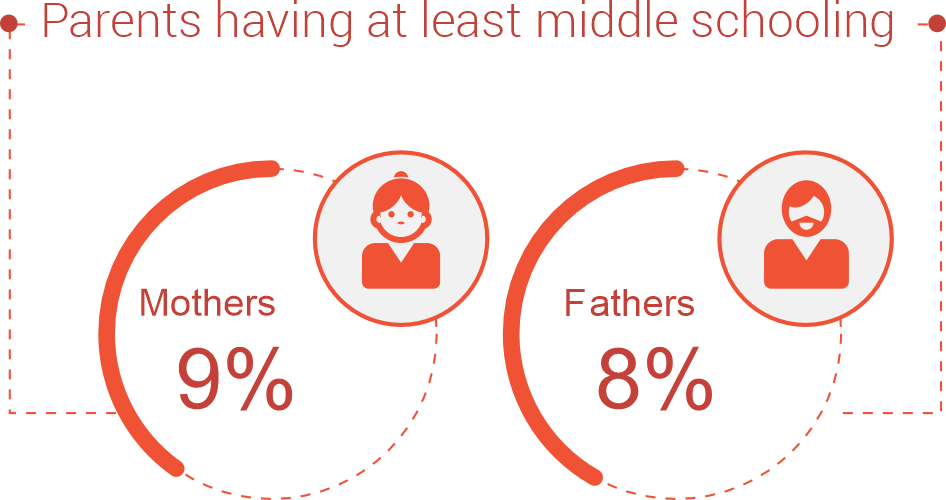 Parents having at least middle schooling
Mothers
9%
Fathers
8%